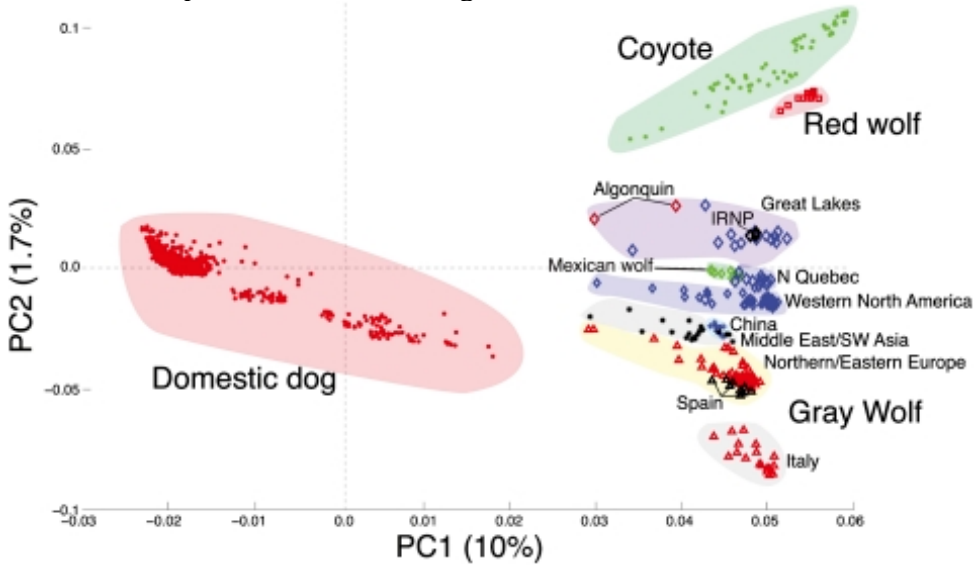 0.1
Coyote
Red wolf
0.05
Algonquin
Great Lakes
IRNP
0.0
Mexican wolf
N Quebec
Western North America
China
Middle East/SW Asia
Northern/Eastern Europe
Domestic dog
−0.05
Spain
Gray Wolf
Italy
−0.1
PC2 (1.7%)
−0.03 −0.02 −0.01 0.0 0.01 0.02 0.03 0.04 0.05 0.06
PC1 (10%)